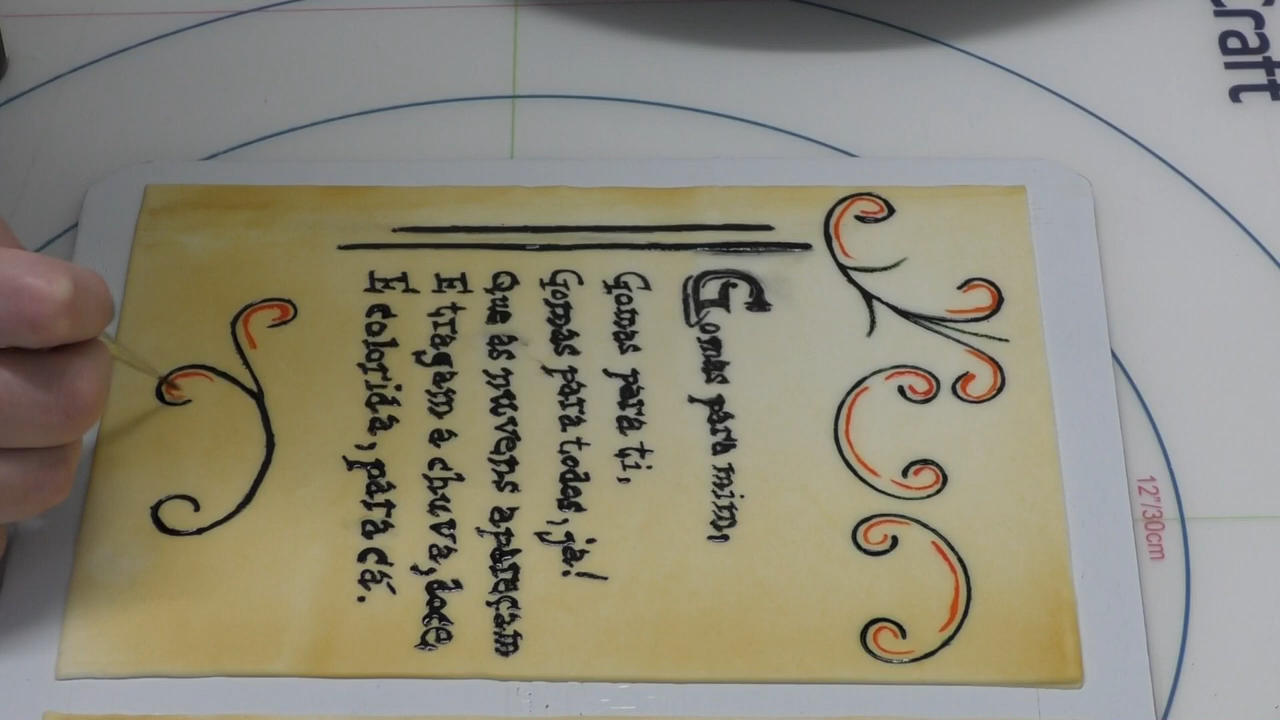 Gomas para mim,
Gomas para ti,
Gomas para todos, já!
Que as nuvens apareçam
E tragam a chuva, doce,
E colorida, para cá.
12"/30cm
Craft